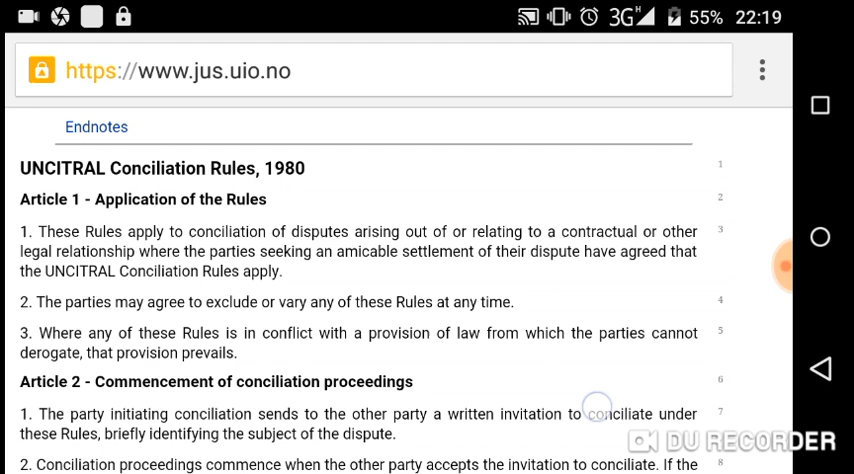 3G H 55% 22:19
https://www.jus.uio.no
Endnotes
UNCITRAL Conciliation Rules, 1980 1
Article 1 - Application of the Rules 2
1. These Rules apply to conciliation of disputes arising out of or relating to a contractual or other 3
legal relationship where the parties seeking an amicable settlement of their dispute have agreed that
the UNCITRAL Conciliation Rules apply.
2. The parties may agree to exclude or vary any of these Rules at any time. 4
3. Where any of these Rules is in conflict with a provision of law from which the parties cannot 5
derogate, that provision prevails.
Article 2 - Commencement of conciliation proceedings 6
1. The party initiating conciliation sends to the other party a written invitation to conciliate under 7
these Rules, briefly identifying the subject of the dispute.
DU RECORDER
2. Conciliation proceedings commence when the other party accepts the invitation to conciliate. If the 8